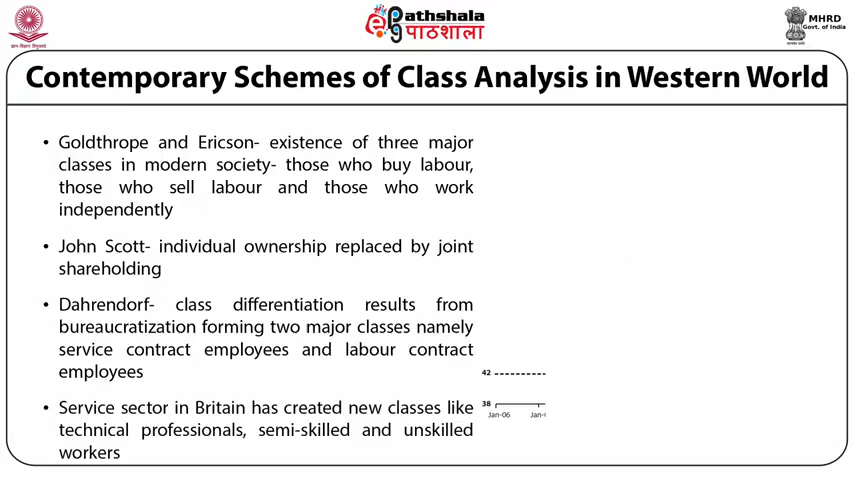 ePathshala
पाठशाला
MHRD
Govt. of India
Contemporary Schemes of Class Analysis in Western World
• Goldthrope and Ericson- existence of three major
classes in modern society- those who buy labour,
those who sell labour and those who work
independently
• John Scott- individual ownership replaced by joint
shareholding
• Dahrendorf- class differentiation results from
bureaucratization forming two major classes namely
service contract employees and labour contract
employees
• Service sector in Britain has created new classes like
technical professionals, semi-skilled and unskilled
workers
42
38
Jan-06